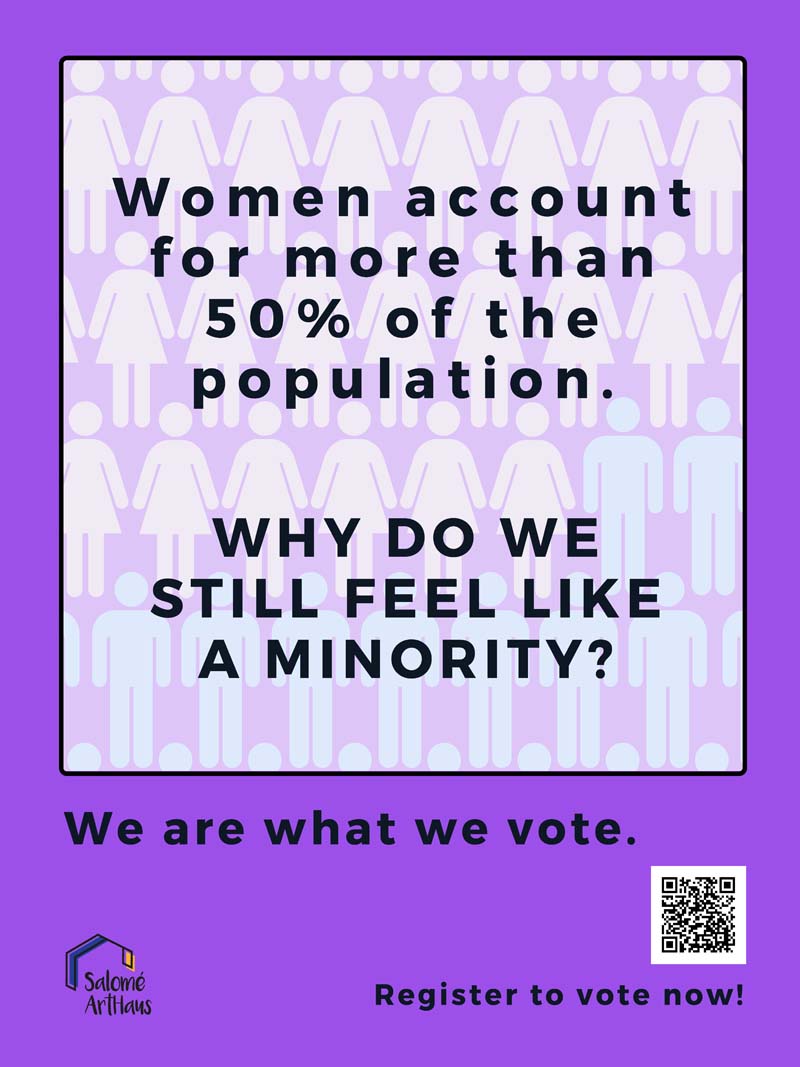 Women account
for more than
50% of the
population.
WHY DO WE
STILL FEEL LIKE
A MINORITY?
We are what we vote.
Salomé
ArtHaus
Register to vote now!